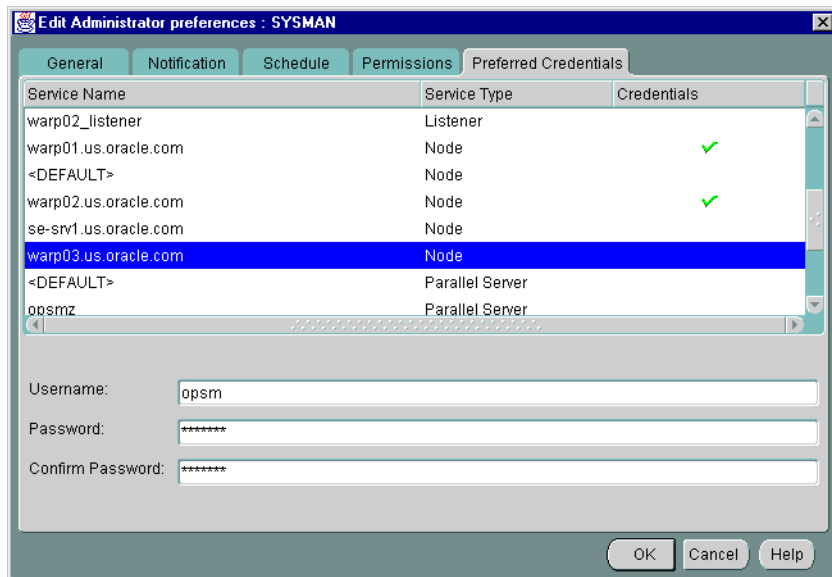 Edit Administrator preferences : SYSMAN
General Notification Schedule Permissions Preferred Credentials
Service Name Service Type Credentials
warp02_listener Listener
warp01.us.oracle.com Node
<DEFAULT> Node
warp02.us.oracle.com Node
se-srv1.us.oracle.com Node
warp03.us.oracle.com Node
<DEFAULT> Parallel Server
opsmz Parallel Server
Username: opsm
Password: *******
Confirm Password: *******
OK Cancel Help